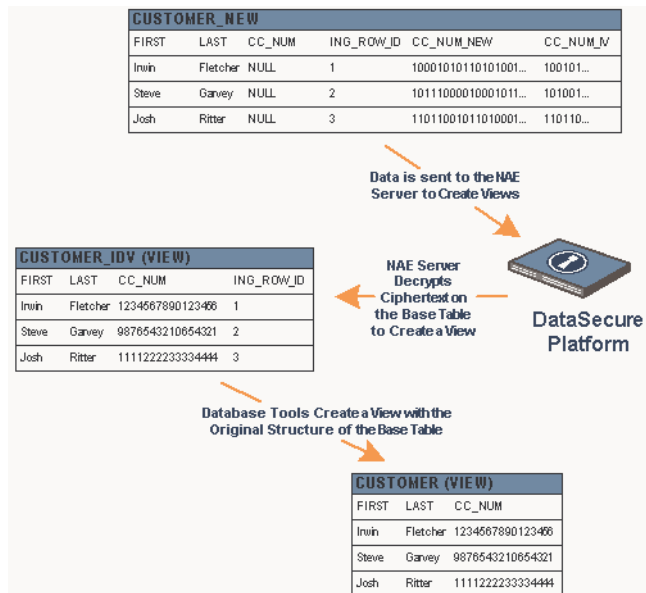 CUSTOMER_NEW
FIRST LAST CC_NUM ING_ROW_ID CC_NUM_NEW CC_NUM_IV
Irwin Fletcher NULL 1 10001010110101001... 100101...
Steve Garvey NULL 2 10111000010001011... 101001...
Josh Ritter NULL 3 11011001011010001... 110110...
Data is sent to the NAE
Server to Create Views
CUSTOMER_IDV (VIEW)
FIRST LAST CC_NUM ING_ROW_ID
Irwin Fletcher 1234567890123456 1
Steve Garvey 9876543210654321 2
Josh Ritter 1111222233334444 3
NAE Server
Decrypts
Ciphertext on
the Base Table
to Create a View
DataSecure
Platform
Database Tools Create a View with the
Original Structure of the Base Table
CUSTOMER (VIEW)
FIRST LAST CC_NUM
Irwin Fletcher 1234567890123456
Steve Garvey 9876543210654321
Josh Ritter 1111222233334444